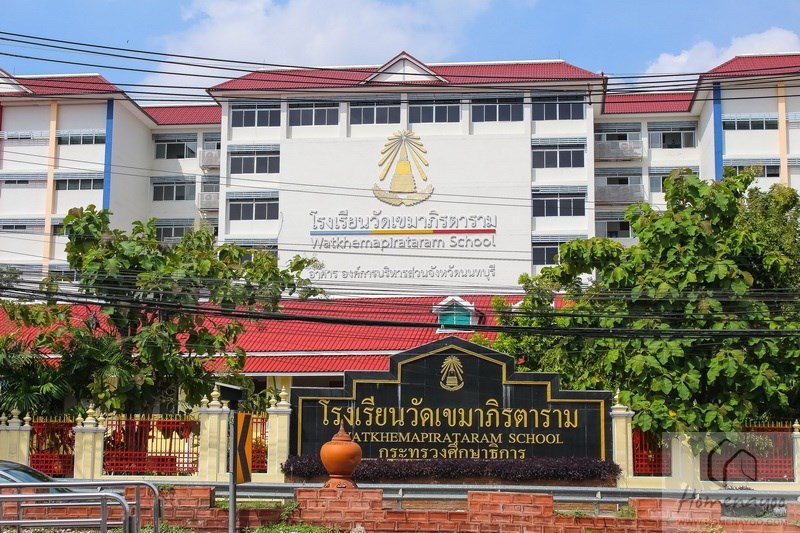 โรงเรียนวัดเขมาภิรตาราม
Watkhemapirataram School
อาคาร องค์การบริหารส่วนจังหวัดนนทบุรี
โรงเรียนวัดเขมาภิรตาราม
WATKHEMAPIRATARAM SCHOOL
กระทรวงศึกษาธิการ